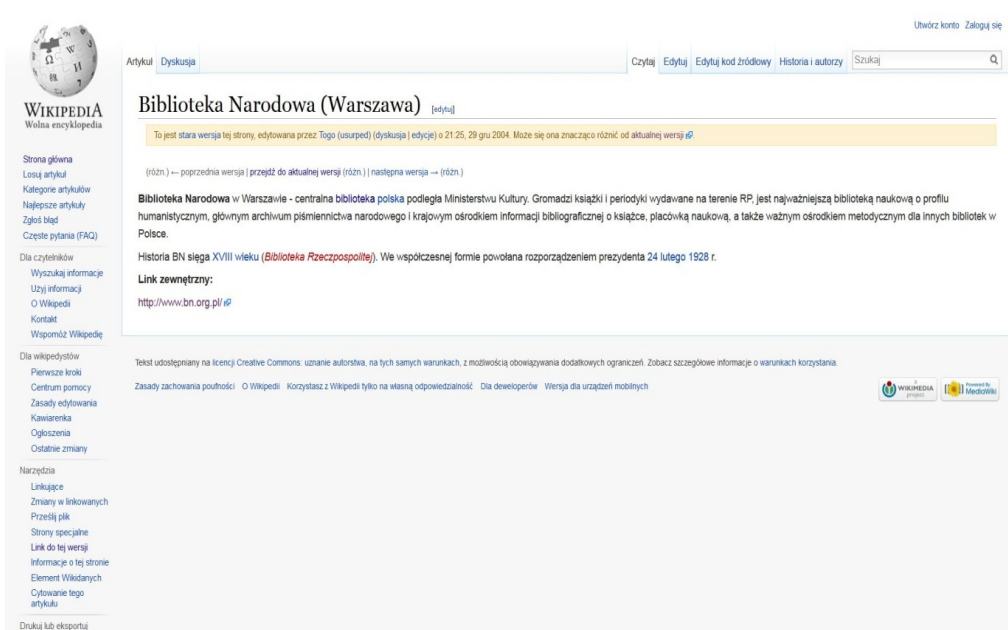 Utwórz konto Zaloguj się
Artykuł Dyskusja Czytaj Edytuj Edytuj kod źródłowy Historia i autorzy Szukaj
WIKIPEDIA
Wolna encyklopedia
Strona główna
Losuj artykuł
Kategorie artykułów
Najlepsze artykuły
Zgłoś błąd
Częste pytania (FAQ)
Dla czytelników
Wyszukaj informacje
Użyj informacji
O Wikipedii
Kontakt
Wspomóż Wikipedię
Dla wikipedystów
Pierwsze kroki
Centrum pomocy
Zasady edytowania
Kawiarenka
Ogłoszenia
Ostatnie zmiany
Narzędzia
Linkujące
Zmiany w linkowanych
Prześlij plik
Strony specjalne
Link do tej wersji
Informacje o tej stronie
Element Wikidanych
Cytowanie tego
artykułu
Drukuj lub eksportuj
Biblioteka Narodowa (Warszawa) [edytuj]
To jest stara wersja tej strony, edytowana przez Togo (usurped) (dyskusja | edycje) o 21:25, 29 gru 2004. Może się ona znacząco różnić od aktualnej wersji.
(różn.) ← poprzednia wersja | przejdź do aktualnej wersji (różn.) | następna wersja → (różn.)
Biblioteka Narodowa w Warszawie - centralna biblioteka polska podległa Ministerstwu Kultury. Gromadzi książki i periodyki wydawane na terenie RP, jest najważniejszą biblioteką naukową o profilu
humanistycznym, głównym archiwum piśmiennictwa narodowego i krajowym ośrodkiem informacji bibliograficznej o książce, placówką naukową, a także ważnym ośrodkiem metodycznym dla innych bibliotek w
Polsce.
Historia BN sięga XVIII wieku (Biblioteka Rzeczpospolitej). We współczesnej formie powołana rozporządzeniem prezydenta 24 lutego 1928 r.
Link zewnętrzny:
http://www.bn.org.pl/
Tekst udostępniany na licencji Creative Commons: uznanie autorstwa, na tych samych warunkach, z możliwością obowiązywania dodatkowych ograniczeń. Zobacz szczegółowe informacje o warunkach korzystania.
Zasady zachowania poufności O Wikipedii Korzystasz z Wikipedii tylko na własną odpowiedzialność Dla deweloperów Wersja dla urządzeń mobilnych
A WIKIMEDIA project
Powered By MediaWiki